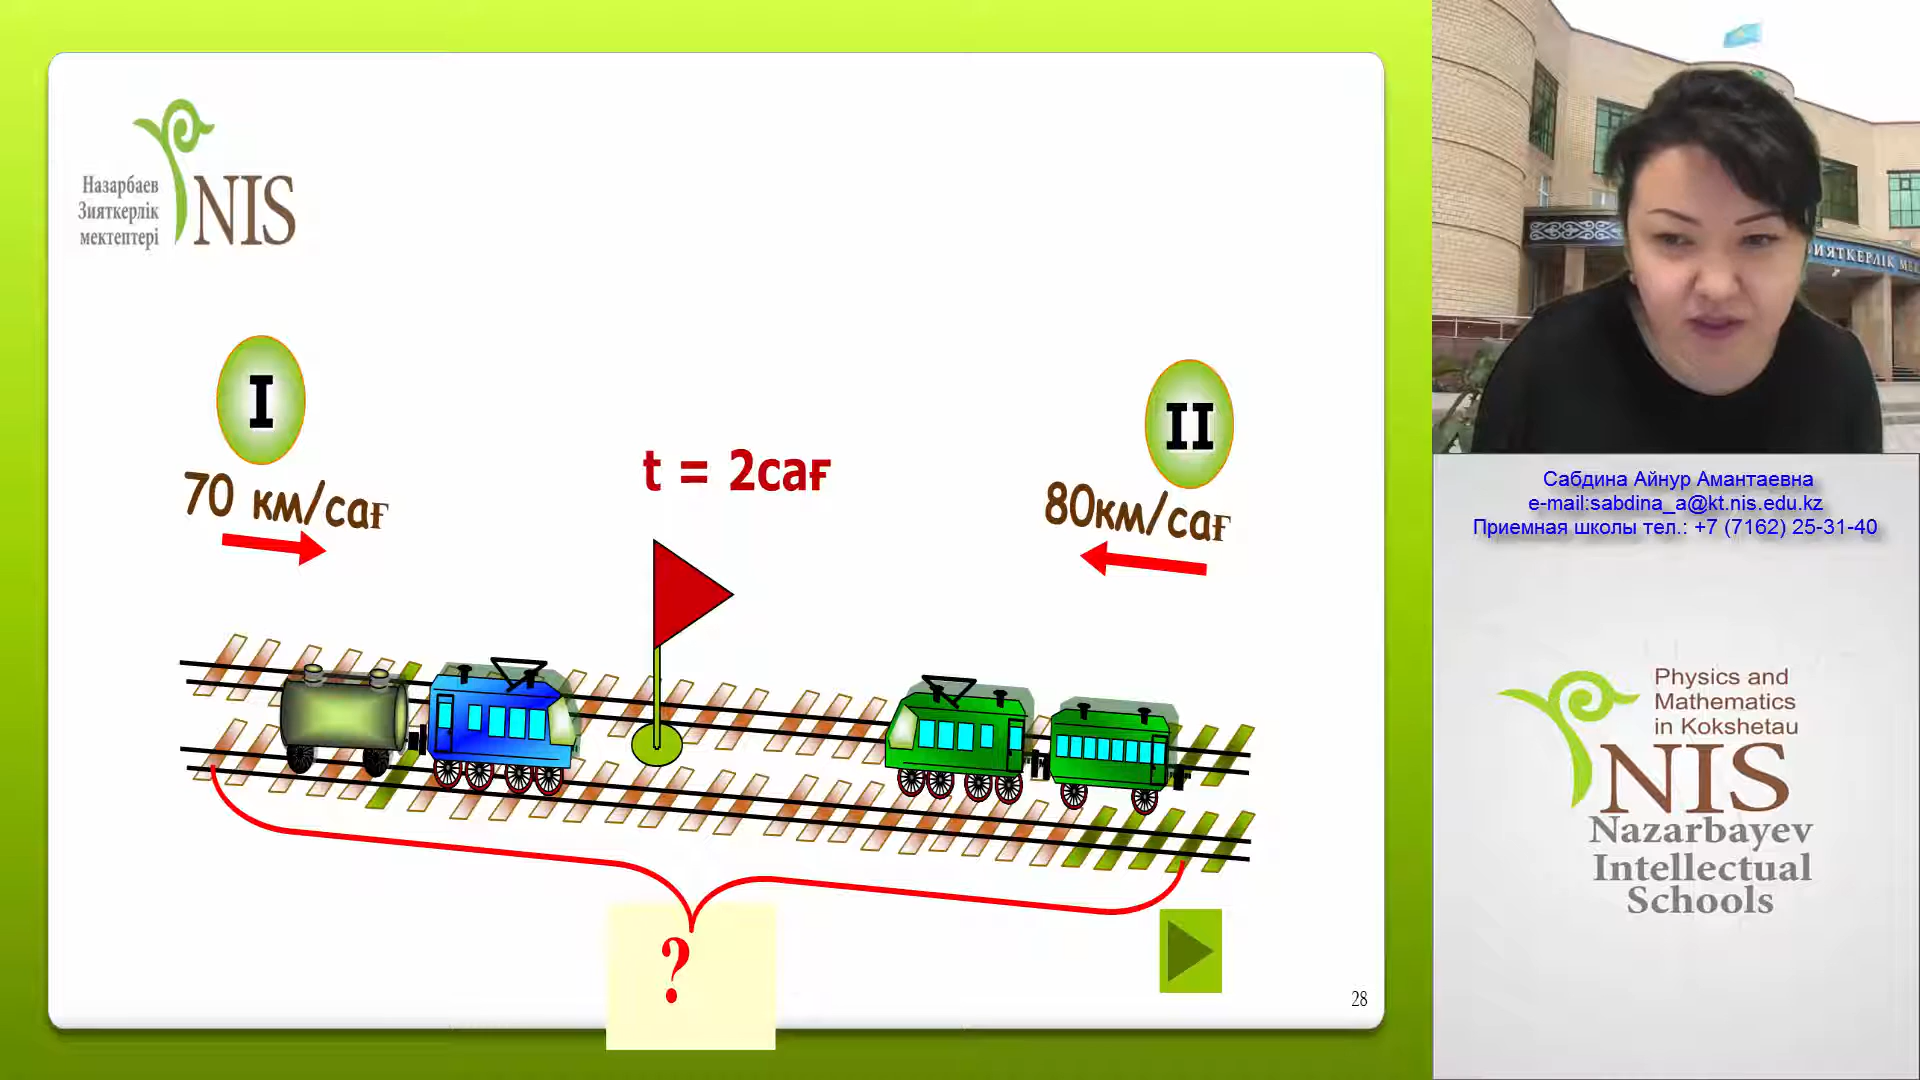 Назарбаев
Зияткерлік
мектептері
NIS
I
II
70 км/сағ
t = 2сағ
80км/сағ
?
28
ИЯТКЕРЛІК МЕ
Сабдина Айнур Амантаевна
e-mail:sabdina_a@kt.nis.edu.kz
Приемная школы тел.: +7 (7162) 25-31-40
Physics and
Mathematics
in Kokshetau
NIS
Nazarbayev
Intellectual
Schools